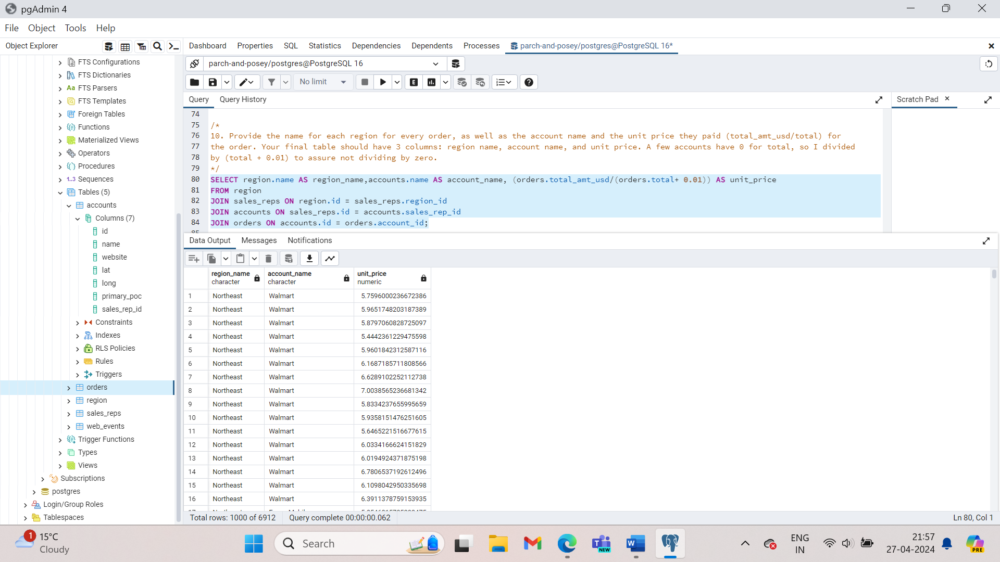 pgAdmin 4
File Object Tools Help
Object Explorer
Dashboard Properties SQL Statistics Dependencies Dependents Processes parch-and-posey/postgres@PostgreSQL 16*
parch-and-posey/postgres@PostgreSQL 16
No limit
E
Query Query History
Scratch Pad
FTS Configurations
FTS Dictionaries
Aa FTS Parsers
FTS Templates
Foreign Tables
Functions
Materialized Views
Operators
Procedures
1..3 Sequences
Tables (5)
accounts
Columns (7)
id
name
website
lat
long
primary_poc
sales_rep_id
Constraints
Indexes
RLS Policies
Rules
Triggers
orders
region
sales_reps
web_events
Trigger Functions
Types
Views
Subscriptions
postgres
Login/Group Roles
Tablespaces
74
75 /*
76 10. Provide the name for each region for every order, as well as the account name and the unit price they paid (total_amt_usd/total) for
77 the order. Your final table should have 3 columns: region name, account name, and unit price. A few accounts have 0 for total, so I divided
78 by (total + 0.01) to assure not dividing by zero.
79 */
80 SELECT region.name AS region_name,accounts.name AS account_name, (orders.total_amt_usd/(orders.total+ 0.01)) AS unit_price
81 FROM region
82 JOIN sales_reps ON region.id = sales_reps.region_id
83 JOIN accounts ON sales_reps.id = accounts.sales_rep_id
84 JOIN orders ON accounts.id = orders.account_id;
Data Output Messages Notifications
region_name account_name unit_price
character character numeric
1 Northeast Walmart 5.7596000236672386
2 Northeast Walmart 5.9651748203187389
3 Northeast Walmart 5.8797060828725097
4 Northeast Walmart 5.4442361229475598
5 Northeast Walmart 5.9601842312587116
6 Northeast Walmart 6.1687185711808566
7 Northeast Walmart 6.6289102252112738
8 Northeast Walmart 7.0038565236681342
9 Northeast Walmart 5.8334237655995659
10 Northeast Walmart 5.9358151476251605
11 Northeast Walmart 5.6465221516677615
12 Northeast Walmart 6.0334166624151829
13 Northeast Walmart 6.0194924371875198
14 Northeast Walmart 6.7806537192612496
15 Northeast Walmart 6.1098042950335698
16 Northeast Walmart 6.3911378759153935
Total rows: 1000 of 6912 Query complete 00:00:00.062 Ln 80, Col 1
1
15°C
Cloudy
Search
NEW
W
ENG
IN
21:57
27-04-2024
PRE